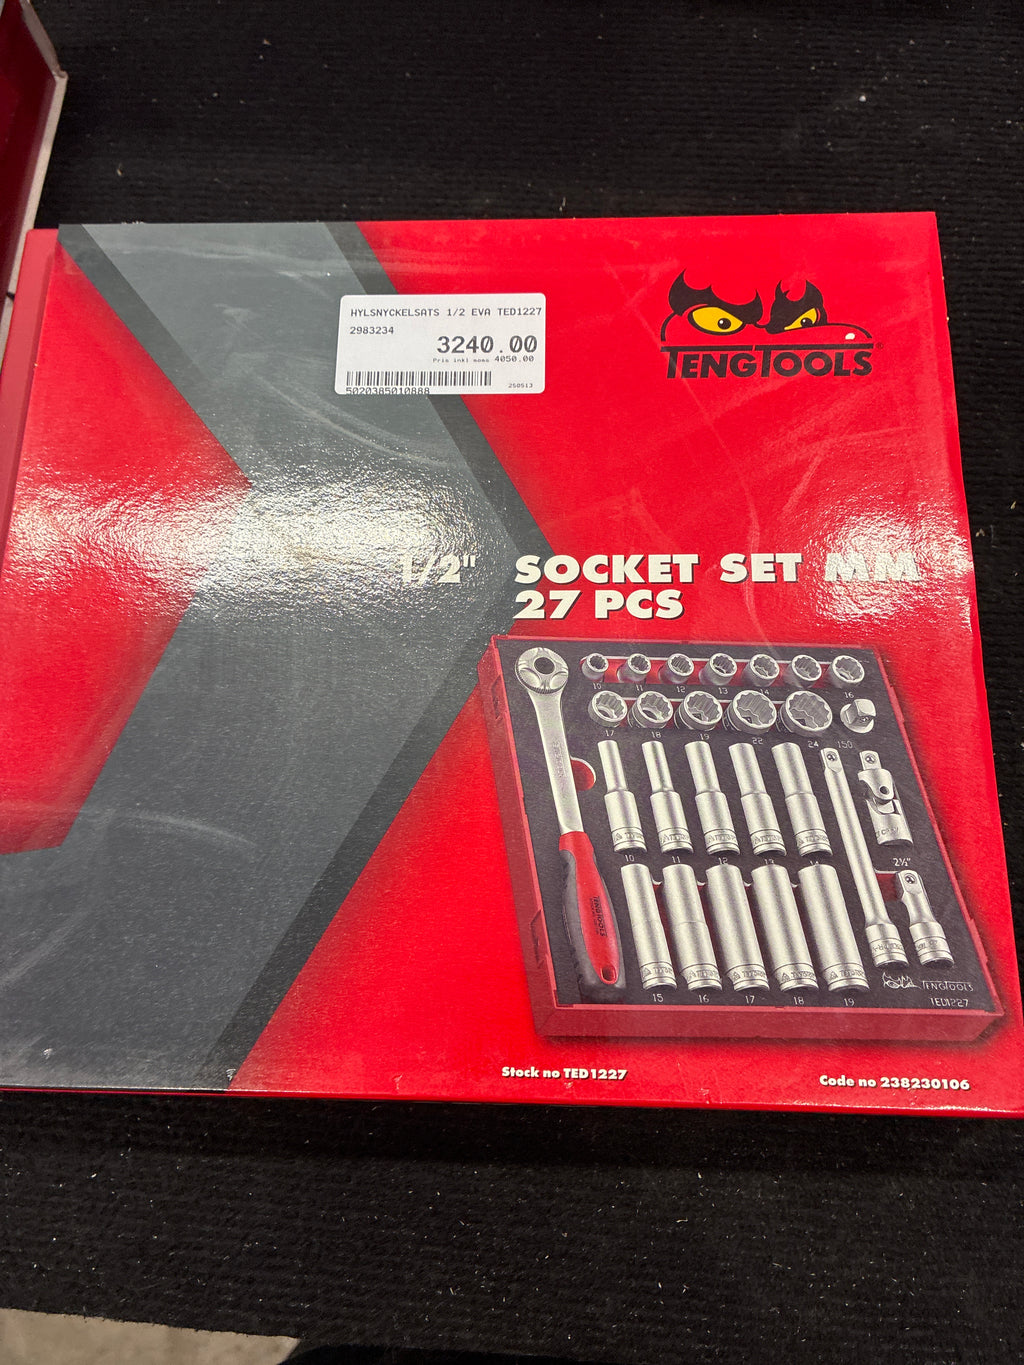 HYLSNYCKELSATS 1/2 EVA TED1227
2983234
3240.00
Pris inkl moms 4050.00
5020385010888
250513
TENGTOOLS®
1/2" SOCKET SET MM
27 PCS
10 11 12 13 14 16
17 18 19 22 24 150
10 11 12 13 14
2½"
15 16 17 18 19
TENGTOOLS
TED1227
Stock no TED1227
Code no 238230106